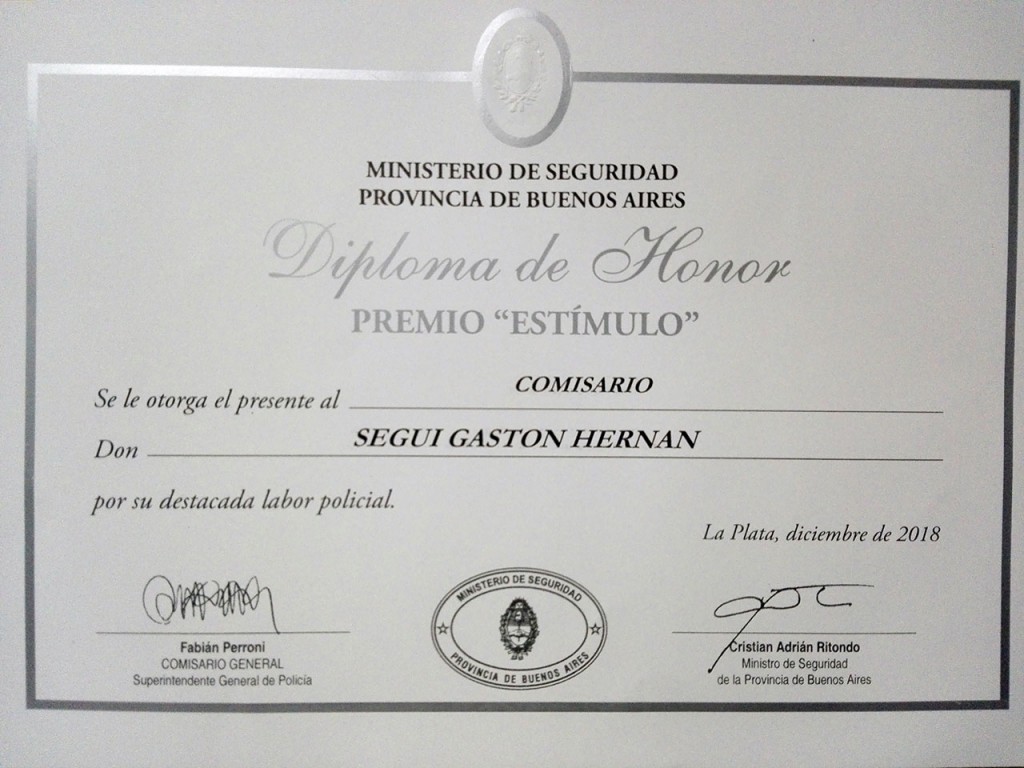 MINISTERIO DE SEGURIDAD
PROVINCIA DE BUENOS AIRES
Diploma de Honor
PREMIO “ESTÍMULO”
Se le otorga el presente al COMISARIO
Don SEGUI GASTON HERNAN
por su destacada labor policial.
La Plata, diciembre de 2018
Fabián Perroni
COMISARIO GENERAL
Superintendente General de Policía
MINISTERIO DE SEGURIDAD
PROVINCIA DE BUENOS AIRES
Cristian Adrián Ritondo
Ministro de Seguridad
de la Provincia de Buenos Aires